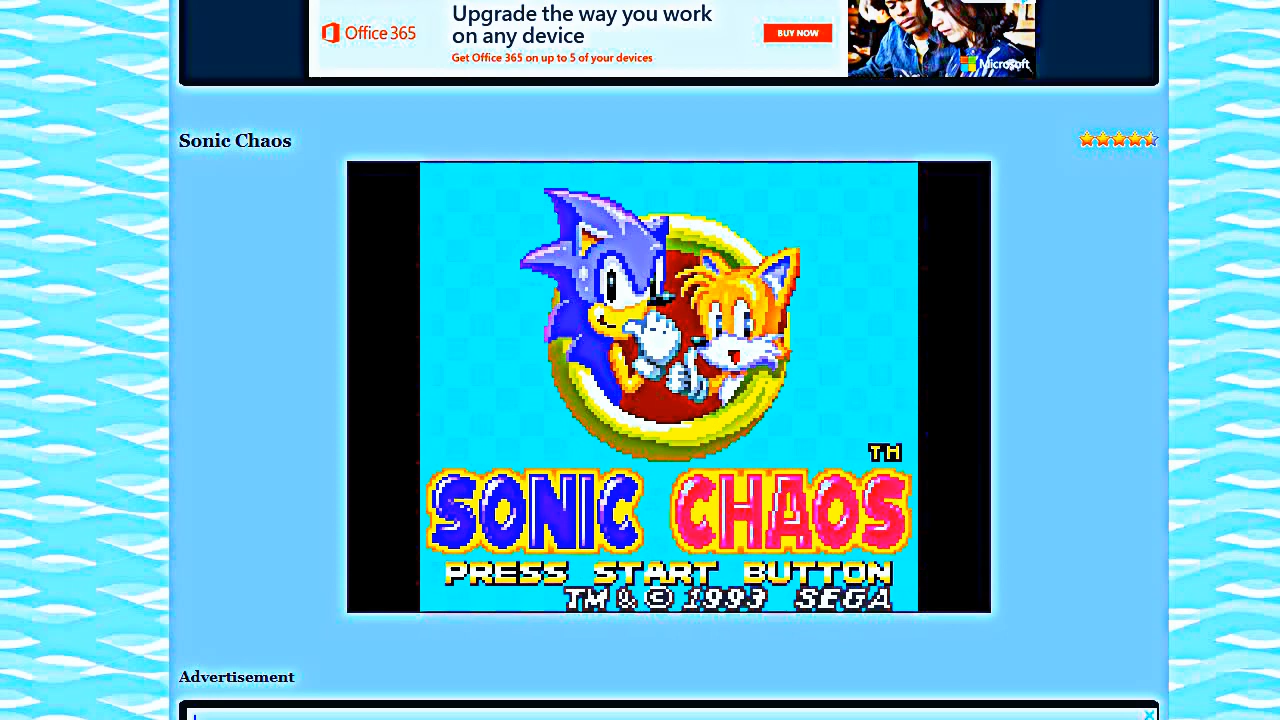 Office 365
Upgrade the way you work
on any device
Get Office 365 on up to 5 of your devices
BUY NOW
Microsoft
Sonic Chaos
TM
SONIC CHAOS
PRESS START BUTTON
TM & © 1993 SEGA
Advertisement